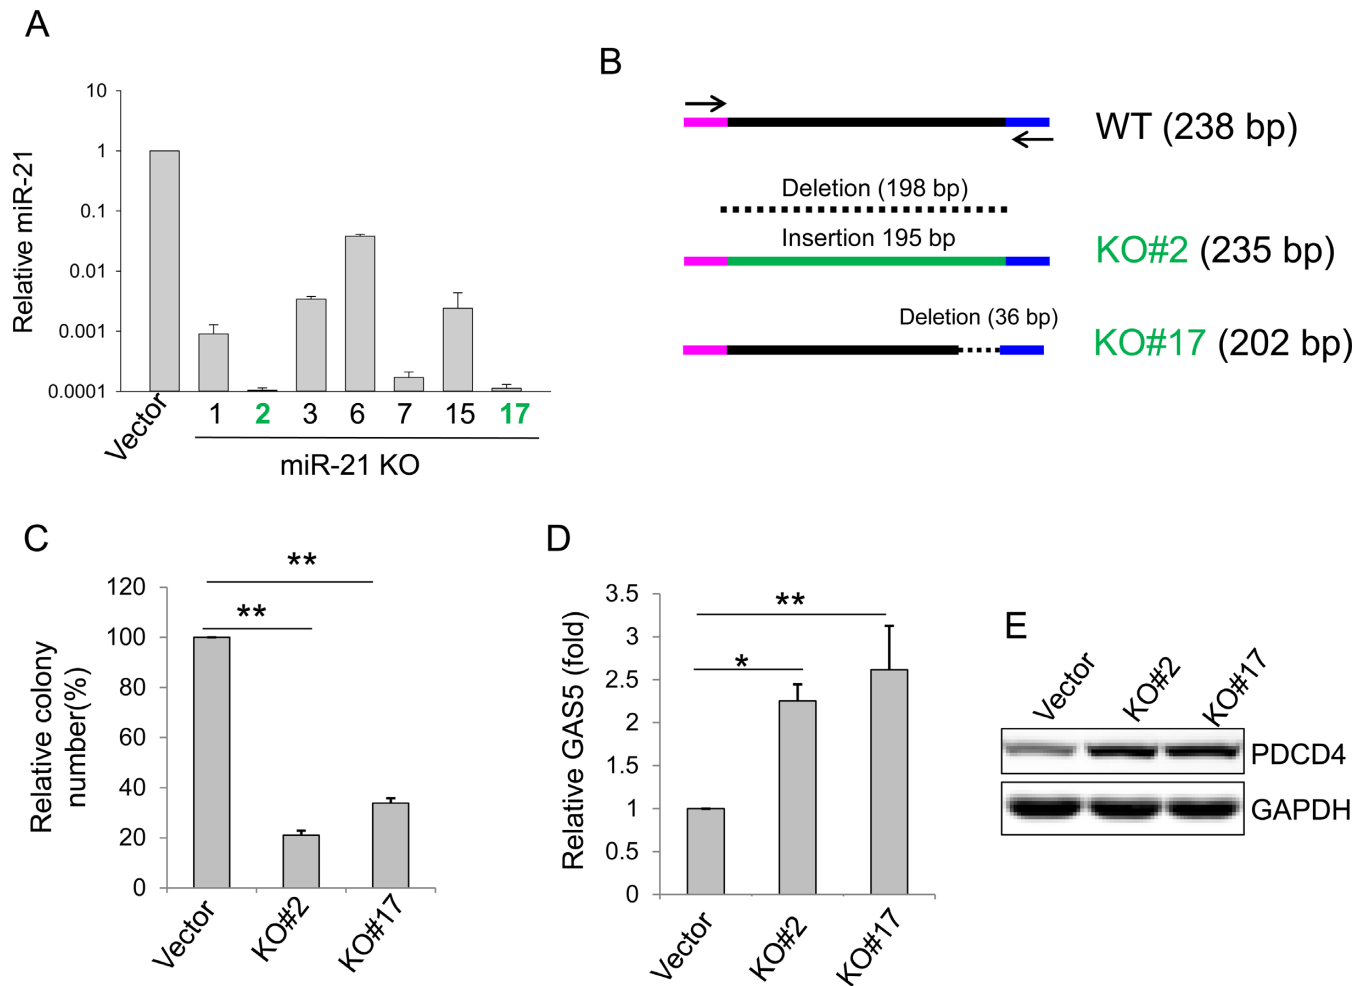 A
10
1
0.1
0.01
0.001
0.0001
Relative miR-21
Vector
1 2 3 6 7 15 17
miR-21 KO
B
WT (238 bp)
Deletion (198 bp)
Insertion 195 bp
KO#2 (235 bp)
Deletion (36 bp)
KO#17 (202 bp)
C
**
**
120
100
80
60
40
20
0
Relative colony
number(%)
Vector
KO#2
KO#17
D
**
*
3.5
3
2.5
2
1.5
1
0.5
0
Relative GAS5 (fold)
Vector
KO#2
KO#17
E
Vector
KO#2
KO#17
PDCD4
GAPDH